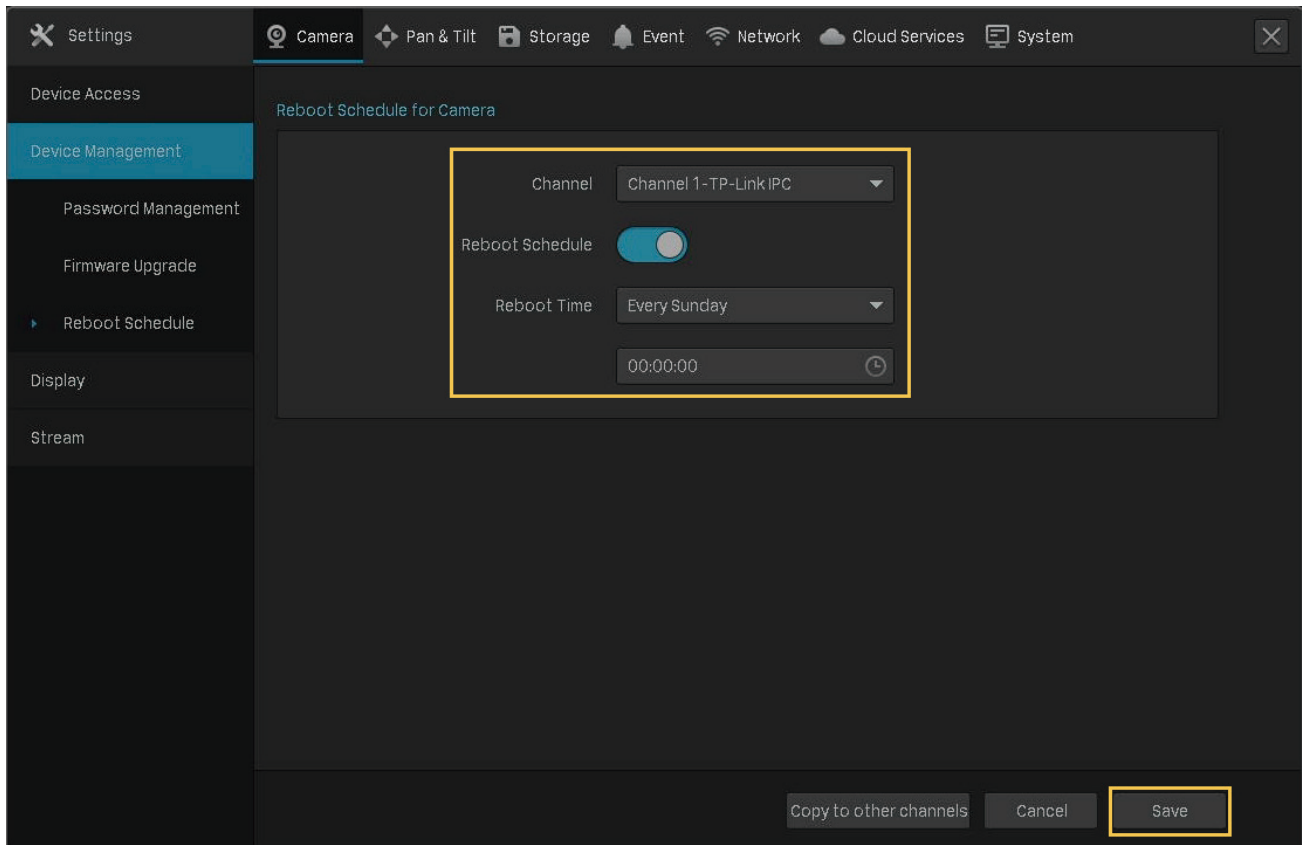 Settings
Camera
Pan & Tilt
Storage
Event
Network
Cloud Services
System
Device Access
Device Management
Password Management
Firmware Upgrade
Reboot Schedule
Display
Stream
Reboot Schedule for Camera
Channel
Channel 1-TP-Link IPC
Reboot Schedule
Reboot Time
Every Sunday
00:00:00
Copy to other channels
Cancel
Save